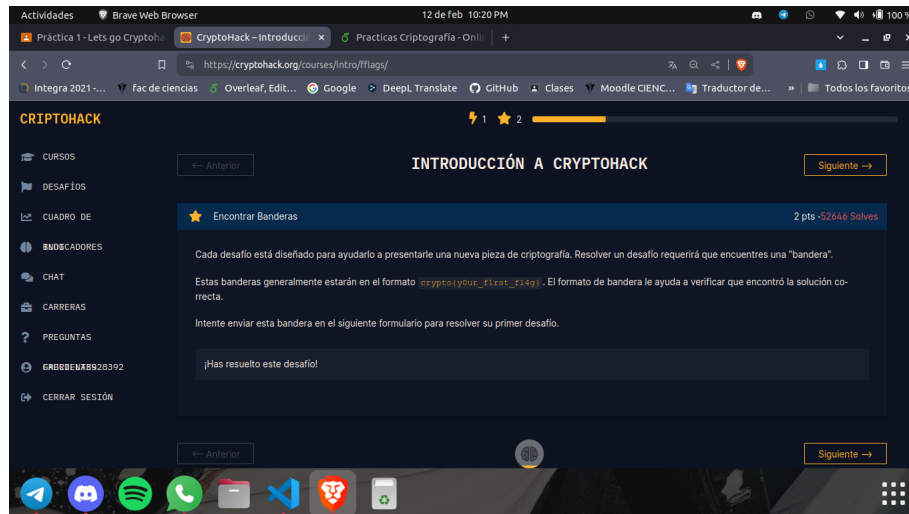 Actividades Brave Web Browser 12 de feb 10:20 PM 100 %
Práctica 1 - Lets go Cryptoha CryptoHack – Introducció × Practicas Criptografía - Onli +
https://cryptohack.org/courses/intro/fflags/
Integra 2021 -... fac de ciencias Overleaf, Edit... Google DeepL Translate GitHub Clases Moodle CIENC... Traductor de... » Todos los favoritos
CRIPTOHACK 1 2
CURSOS
DESAFÍOS
CUADRO DE
CHAT
CARRERAS
PREGUNTAS
CERRAR SESIÓN
← Anterior INTRODUCCIÓN A CRYPTOHACK Siguiente →
Encontrar Banderas 2 pts · 52646 Solves
Cada desafío está diseñado para ayudarlo a presentarle una nueva pieza de criptografía. Resolver un desafío requerirá que encuentres una "bandera".
Estas banderas generalmente estarán en el formato crypto{y0ur_f1rst_fl4g} . El formato de bandera le ayuda a verificar que encontró la solución co-
rrecta.
Intente enviar esta bandera en el siguiente formulario para resolver su primer desafío.
¡Has resuelto este desafío!
← Anterior Siguiente →